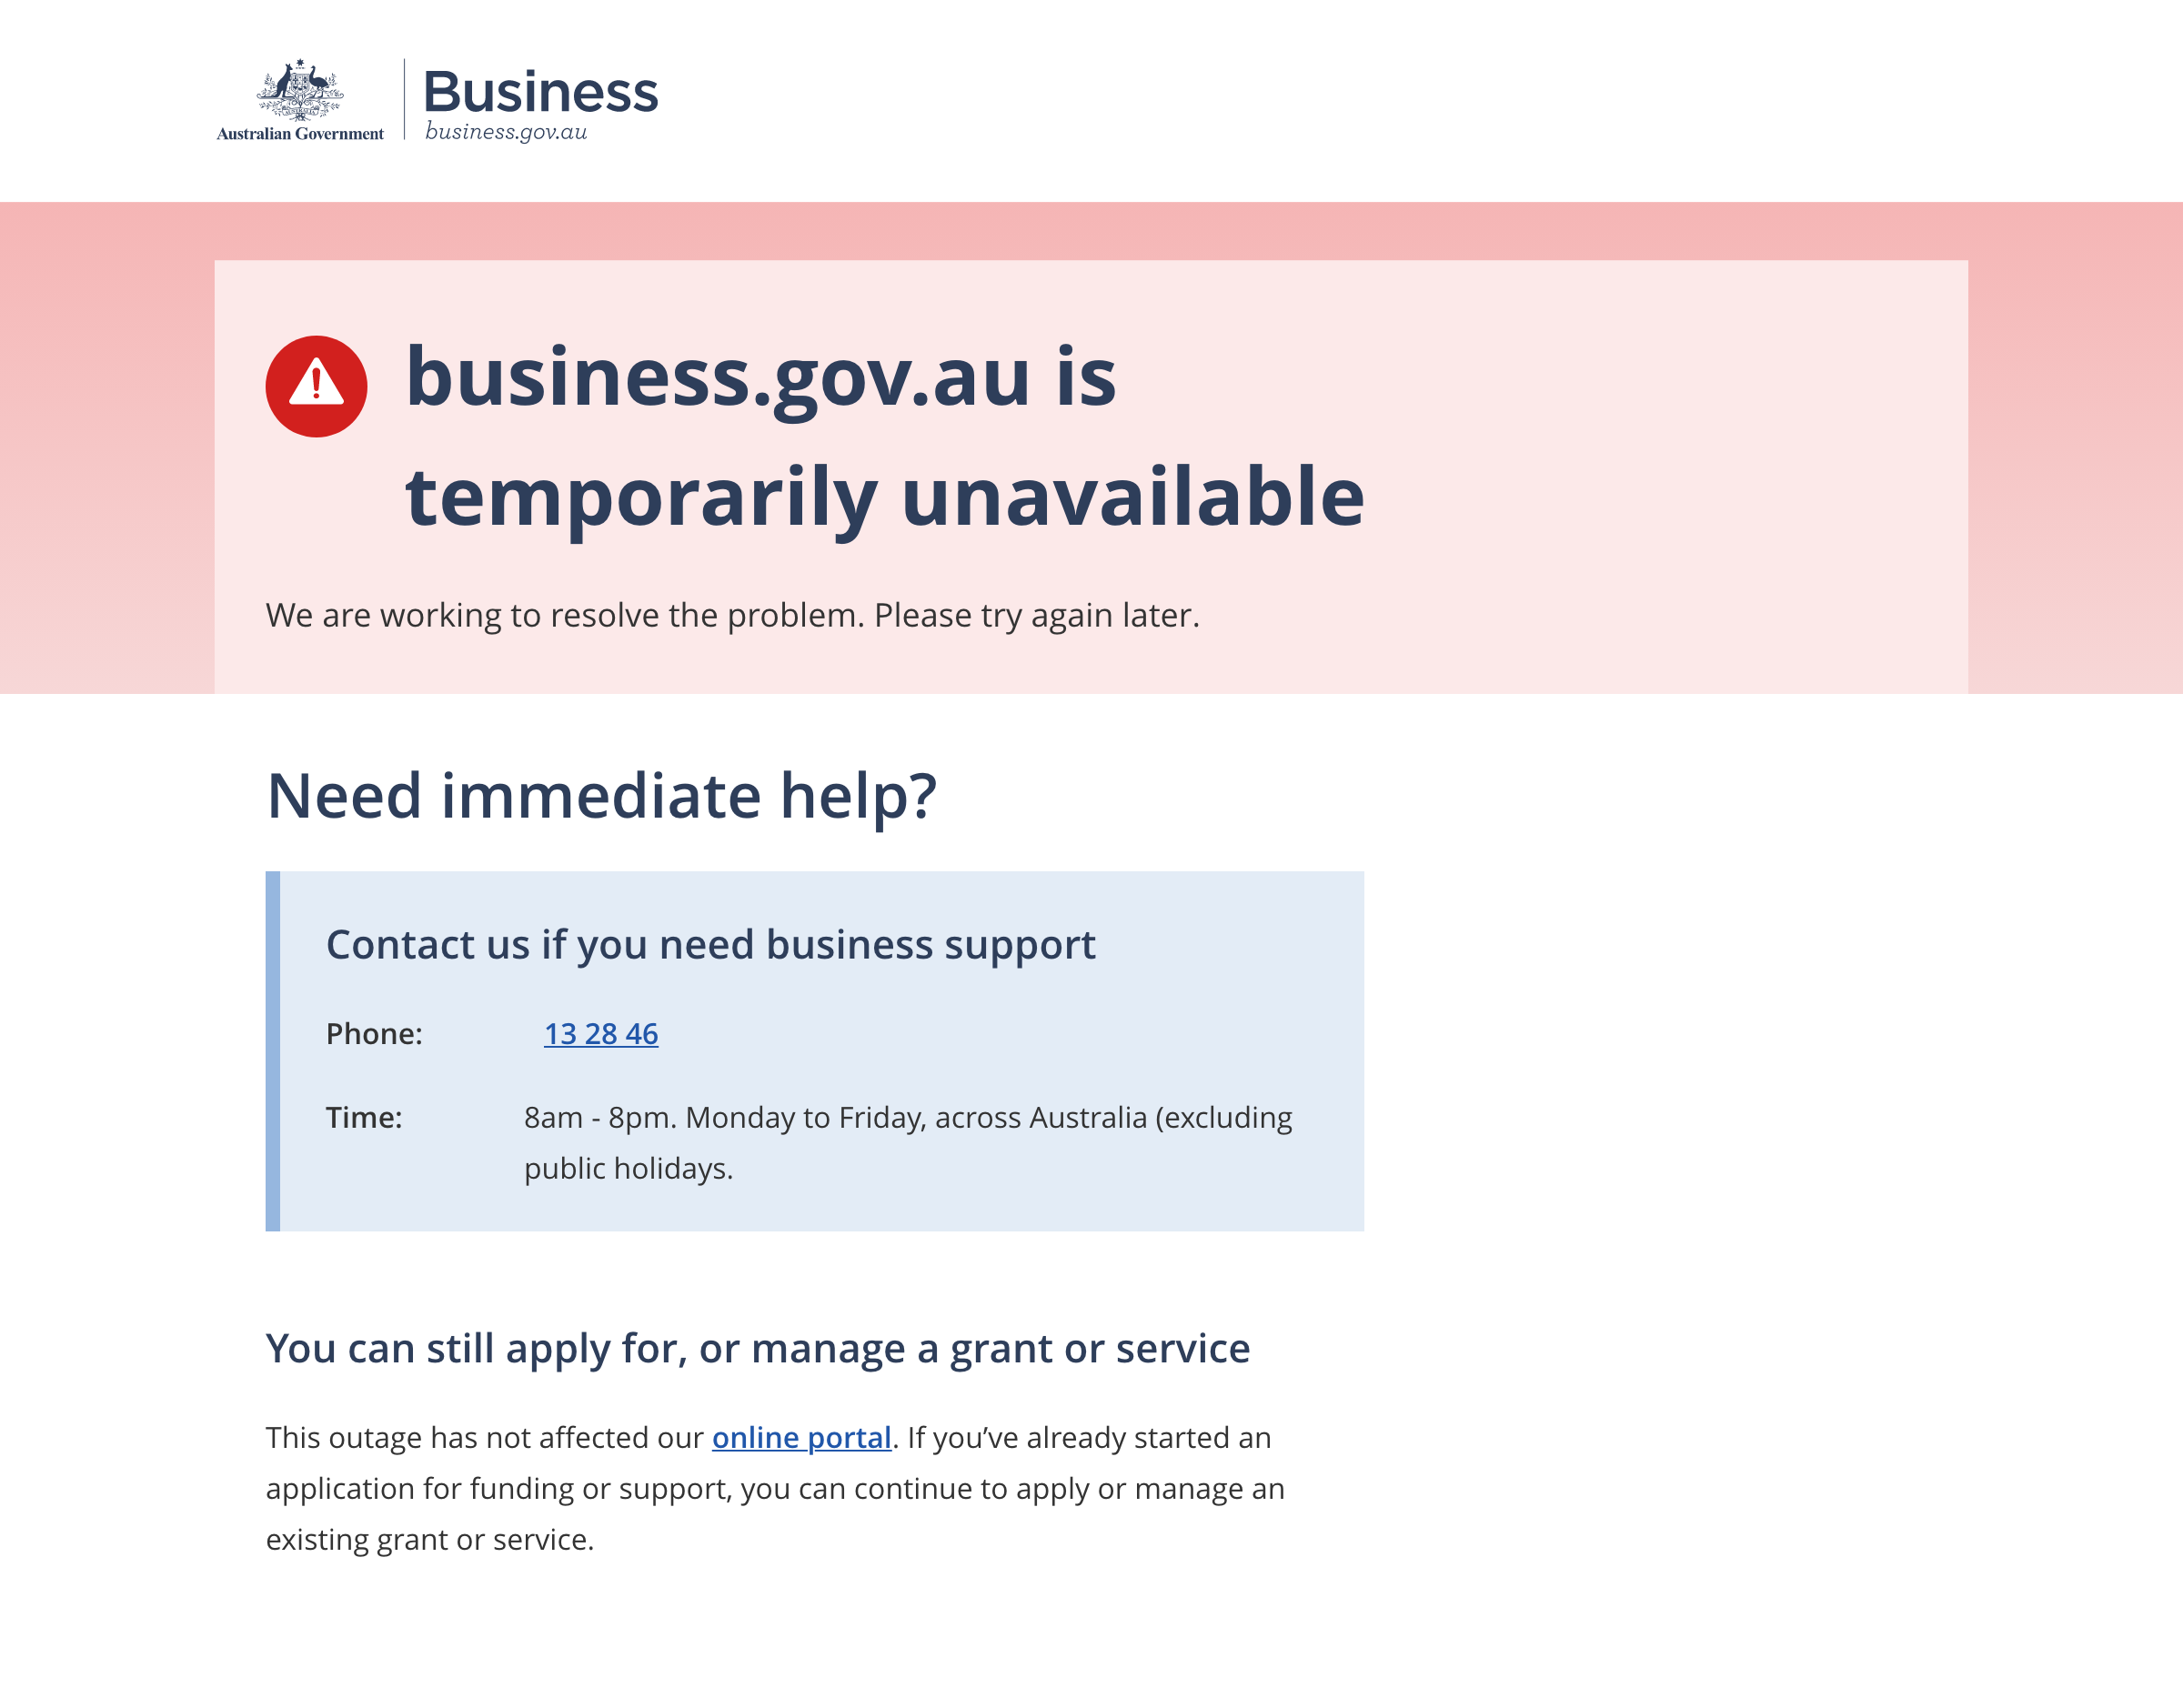 Australian Government
Business
business.gov.au
business.gov.au is
temporarily unavailable
We are working to resolve the problem. Please try again later.
Need immediate help?
Contact us if you need business support
Phone: 13 28 46
Time: 8am - 8pm. Monday to Friday, across Australia (excluding
public holidays.
You can still apply for, or manage a grant or service
This outage has not affected our online portal. If you’ve already started an
application for funding or support, you can continue to apply or manage an
existing grant or service.